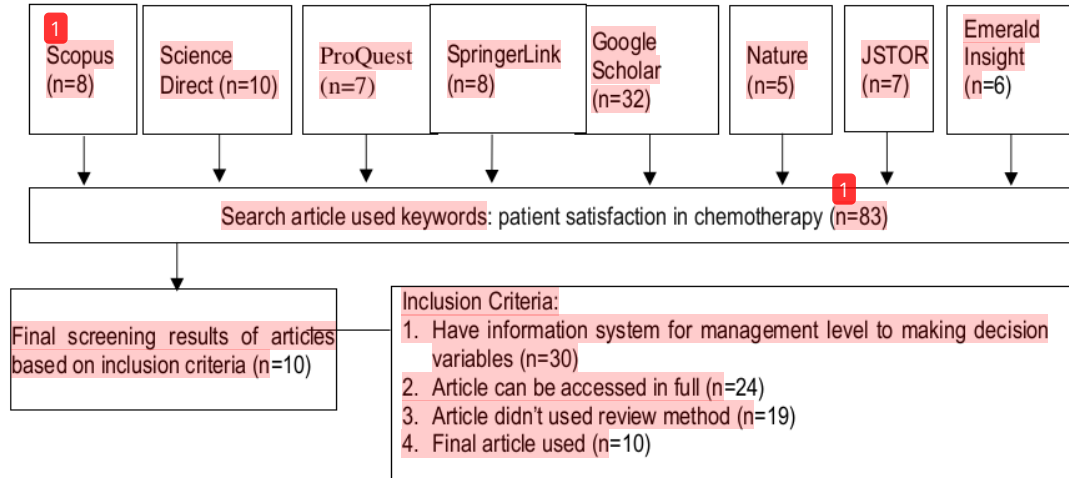 1
Scopus
(n=8)
Science
Direct (n=10)
ProQuest
(n=7)
SpringerLink
(n=8)
Google
Scholar
(n=32)
Nature
(n=5)
JSTOR
(n=7)
Emerald
Insight
(n=6)
1
Search article used keywords: patient satisfaction in chemotherapy (n=83)
Final screening results of articles
based on inclusion criteria (n=10)
Inclusion Criteria:
1. Have information system for management level to making decision
variables (n=30)
2. Article can be accessed in full (n=24)
3. Article didn't used review method (n=19)
4. Final article used (n=10)